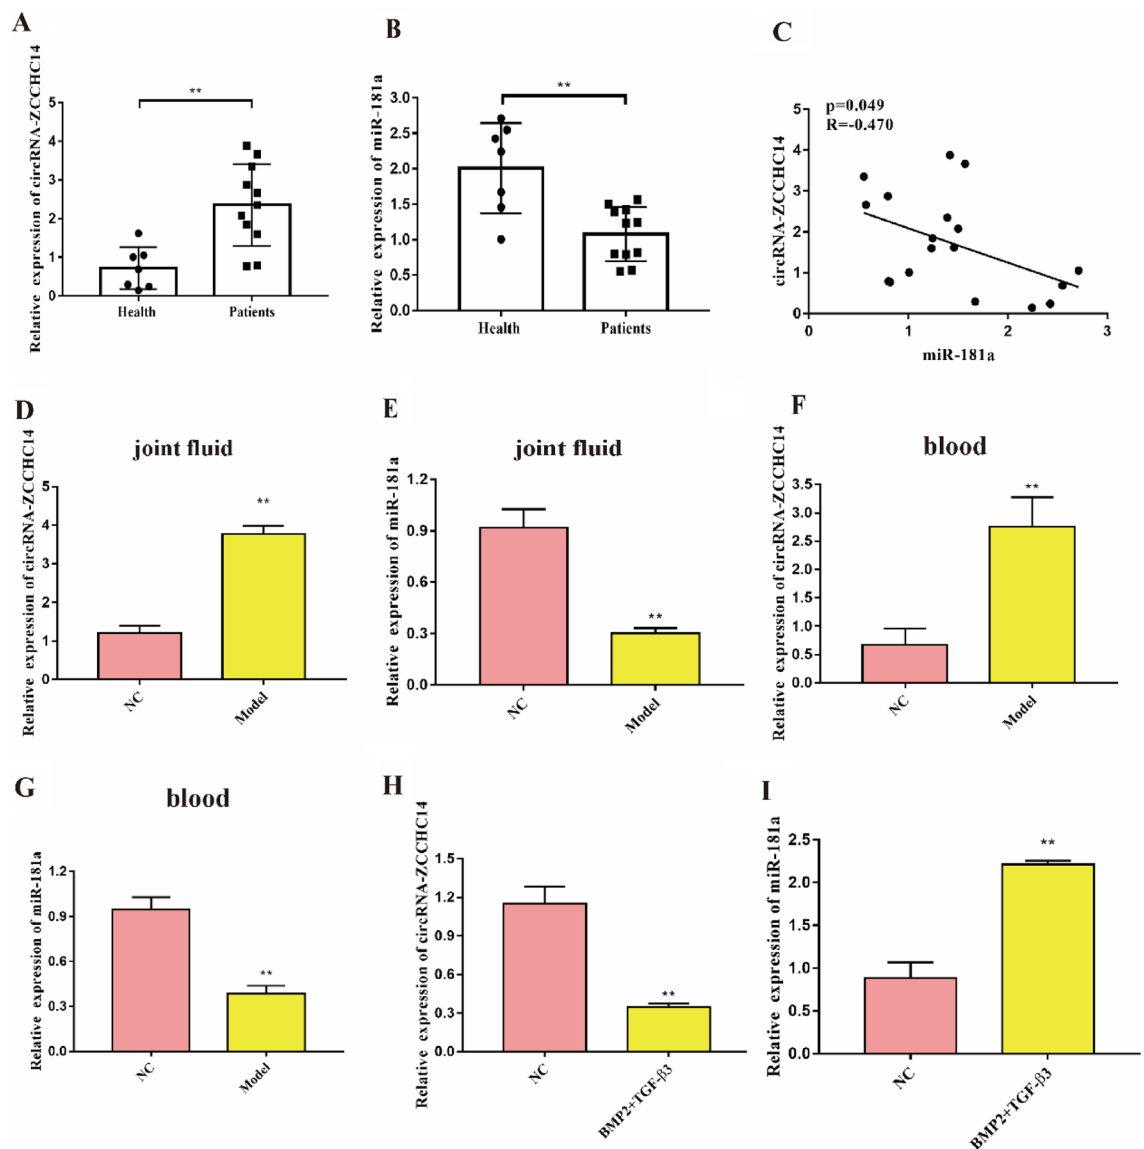 A
Relative expression of circRNA-ZCCHC14
5
4
3
2
1
0
**
Health
Patients
B
Relative expression of miR-181a
3.0
2.5
2.0
1.5
1.0
0.5
0.0
**
Health
Patients
C
circRNA-ZCCHC14
p=0.049
R=-0.470
5
4
3
2
1
0
0
1
2
3
miR-181a
D
joint fluid
Relative expression of circRNA-ZCCHC14
5
4
3
2
1
0
**
NC
Model
E
joint fluid
Relative expression of miR-181a
1.2
0.9
0.6
0.3
0.0
**
NC
Model
F
blood
Relative expression of circRNA-ZCCHC14
3.5
3.0
2.5
2.0
1.5
1.0
0.5
0.0
**
NC
Model
G
blood
Relative expression of miR-181a
1.2
0.9
0.6
0.3
0.0
**
NC
Model
H
Relative expression of circRNA-ZCCHC14
1.5
1.2
0.9
0.6
0.3
0.0
**
NC
BMP2+TGF-β3
I
Relative expression of miR-181a
2.5
2.0
1.5
1.0
0.5
0.0
**
NC
BMP2+TGF-β3